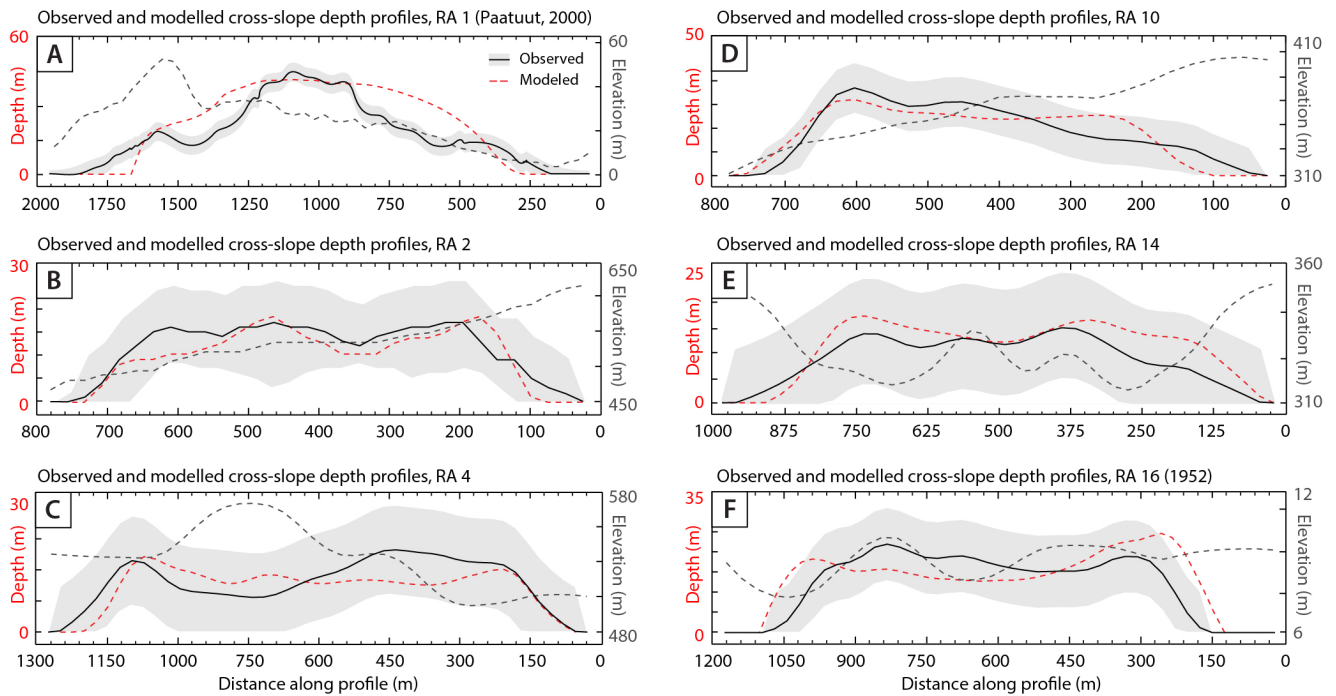 Observed and modelled cross-slope depth profiles, RA 1 (Paatuut, 2000)
A
60
Depth (m)
0
60
Elevation (m)
0
Observed
Modeled
2000 1750 1500 1250 1000 750 500 250 0
Observed and modelled cross-slope depth profiles, RA 2
B
30
Depth (m)
0
650
Elevation (m)
450
800 700 600 500 400 300 200 100 0
Observed and modelled cross-slope depth profiles, RA 4
C
30
Depth (m)
0
580
Elevation (m)
480
1300 1150 1000 750 600 450 300 150 0
Distance along profile (m)
Observed and modelled cross-slope depth profiles, RA 10
D
50
Depth (m)
0
410
Elevation (m)
310
800 700 600 500 400 300 200 100 0
Observed and modelled cross-slope depth profiles, RA 14
E
25
Depth (m)
0
360
Elevation (m)
310
1000 875 750 625 500 375 250 125 0
Observed and modelled cross-slope depth profiles, RA 16 (1952)
F
35
Depth (m)
0
12
Elevation (m)
6
1200 1050 900 750 600 450 300 150 0
Distance along profile (m)